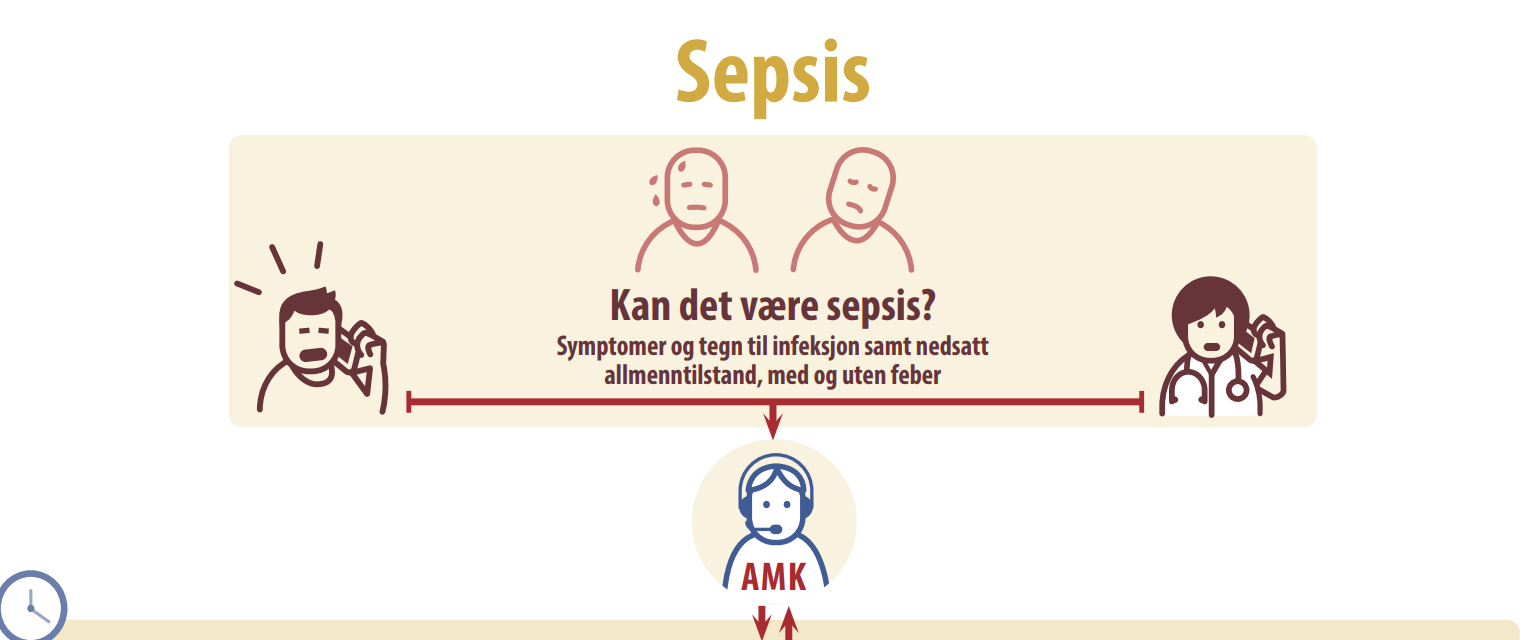 Sepsis
Kan det være sepsis?
Symptomer og tegn til infeksjon samt nedsatt
allmenntilstand, med og uten feber
AMK